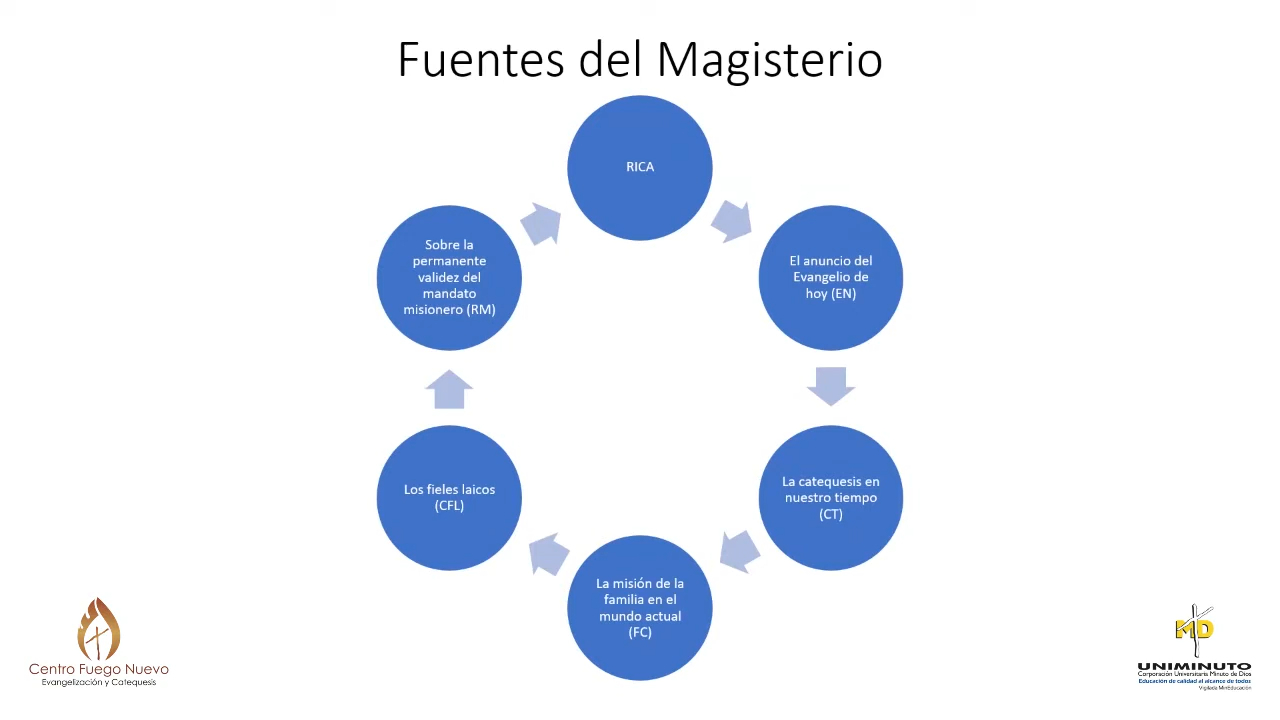 Fuentes del Magisterio
RICA
El anuncio del
Evangelio de
hoy (EN)
La catequesis en
nuestro tiempo
(CT)
La misión de la
familia en el
mundo actual
(FC)
Los fieles laicos
(CFL)
Sobre la
permanente
validez del
mandato
misionero (RM)
Centro Fuego Nuevo
Evangelización y Catequesis
MD
UNIMINUTO
Corporación Universitaria Minuto de Dios
Educación de calidad al alcance de todos
Vigilada MinEducación